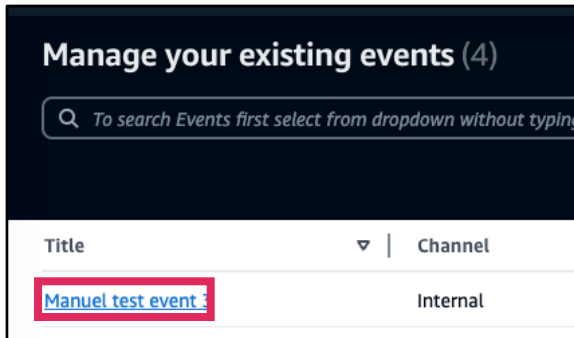 Manage your existing events (4)
To search Events first select from dropdown without typing
Title Channel
Manuel test event 3 Internal